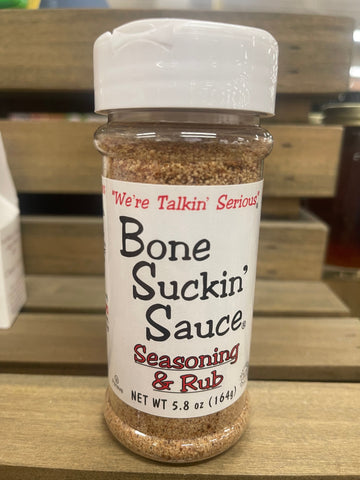 "We're Talkin' Serious"®
Bone
Suckin'
Sauce®
Seasoning
& Rub
NET WT 5.8 oz (164g)